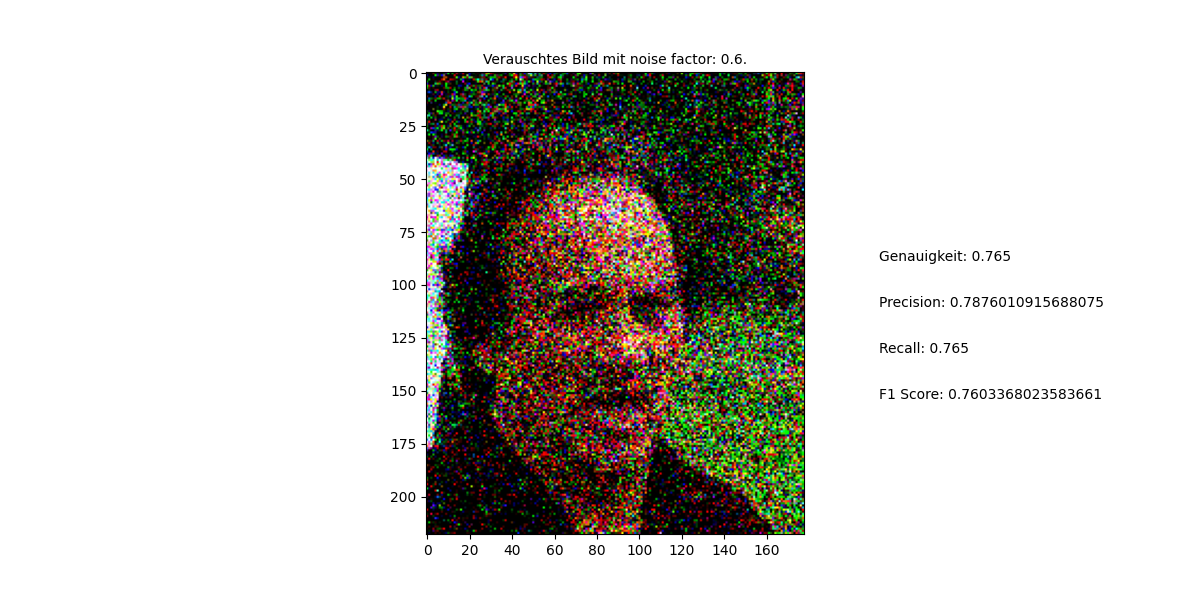 Verauschtes Bild mit noise factor: 0.6.
0
25
50
75
100
125
150
175
200
0 20 40 60 80 100 120 140 160
Genauigkeit: 0.765
Precision: 0.7876010915688075
Recall: 0.765
F1 Score: 0.7603368023583661